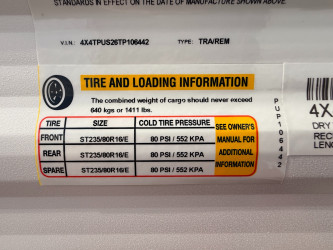 STANDARDS IN EFFECT ON THE DATE OF MANUFACTURE SHOWN ABOVE.
V.I.N.: 4X4TPUS26TP106442 TYPE: TRA/REM
TIRE AND LOADING INFORMATION
The combined weight of cargo should never exceed
640 kgs or 1411 lbs.
TIRE SIZE COLD TIRE PRESSURE SEE OWNER'S MANUAL FOR ADDITIONAL INFORMATION
FRONT ST235/80R16/E 80 PSI / 552 KPA
REAR ST235/80R16/E 80 PSI / 552 KPA
SPARE ST235/80R16/E 80 PSI / 552 KPA
PUP106442
4X
DRY
REC
LEN